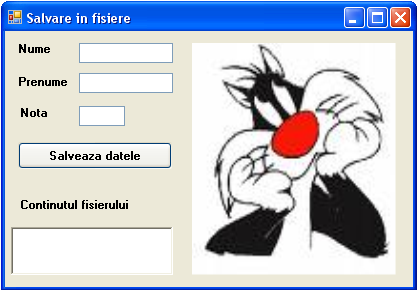 Salvare in fisiere
Nume
Prenume
Nota
Salveaza datele
Continutul fisierului